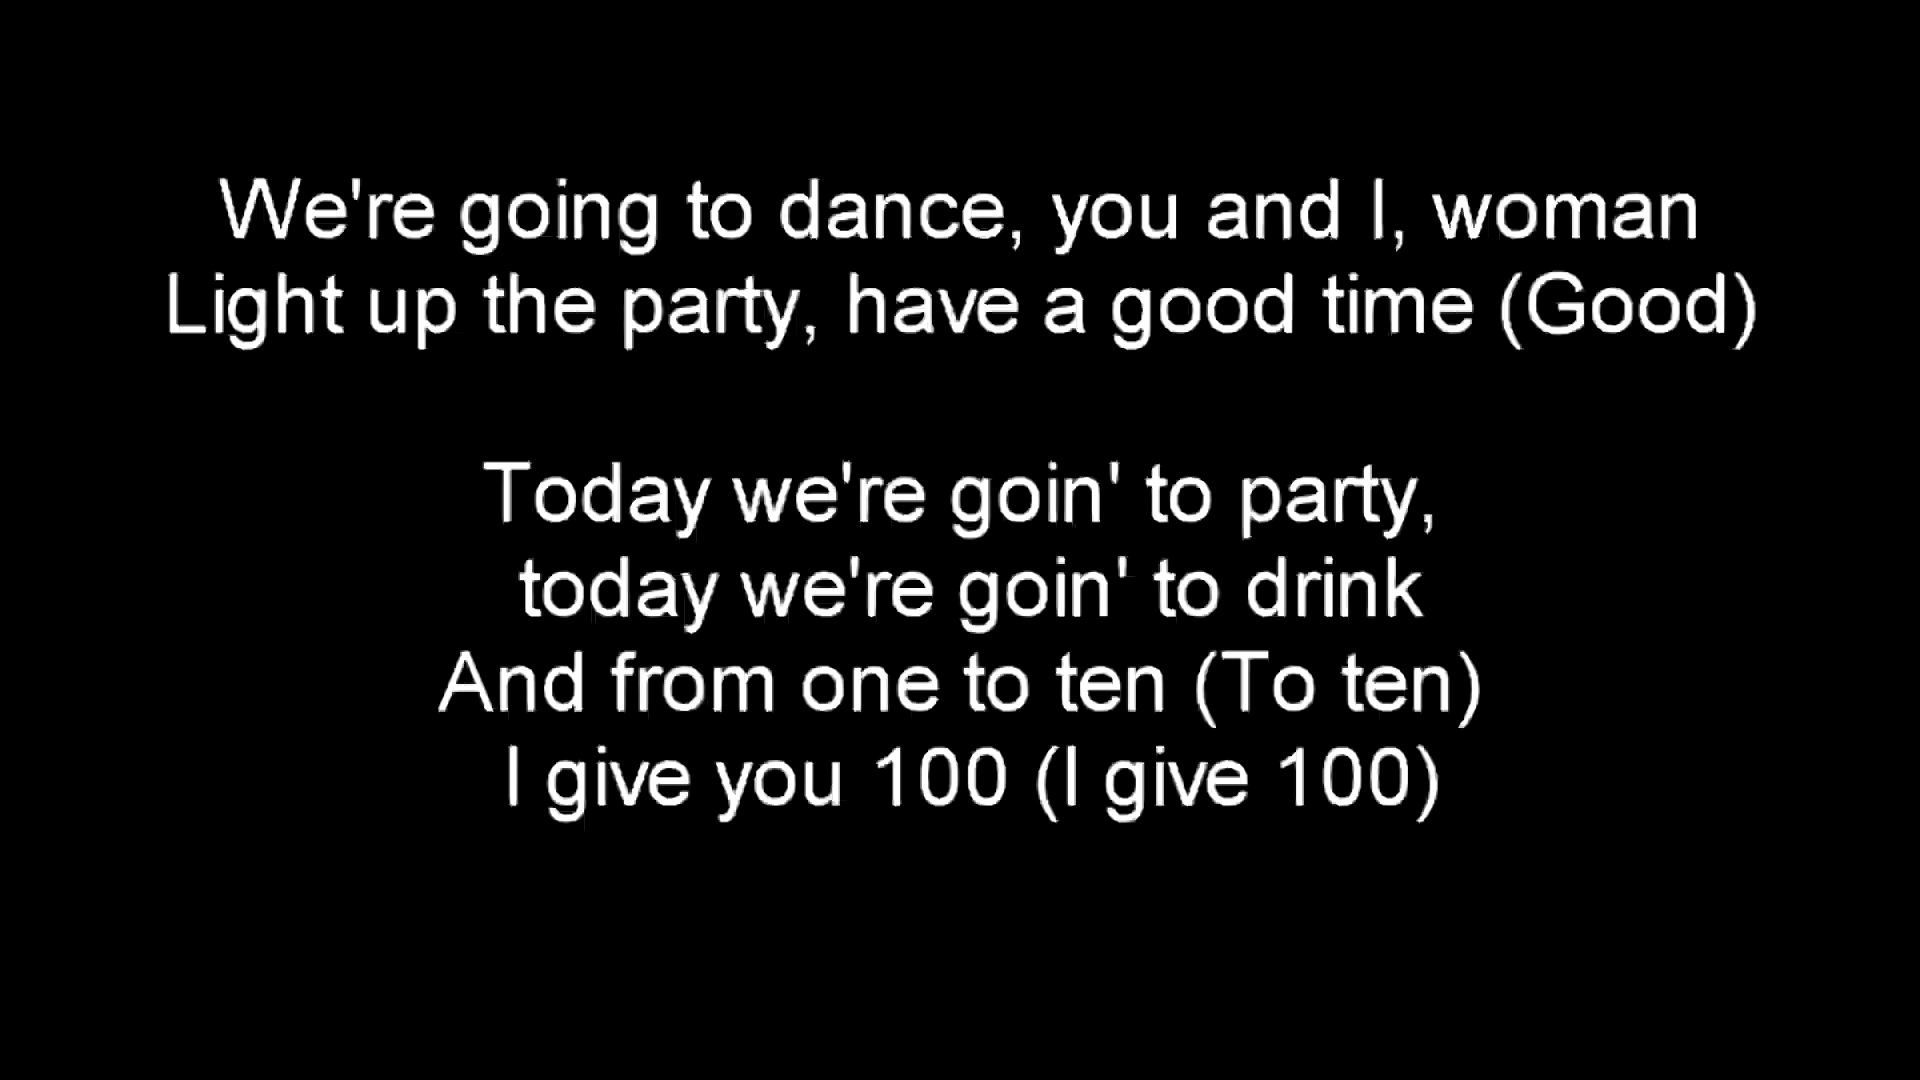 We're going to dance, you and I, woman
Light up the party, have a good time (Good)
Today we're goin' to party,
today we're goin' to drink
And from one to ten (To ten)
I give you 100 (I give 100)